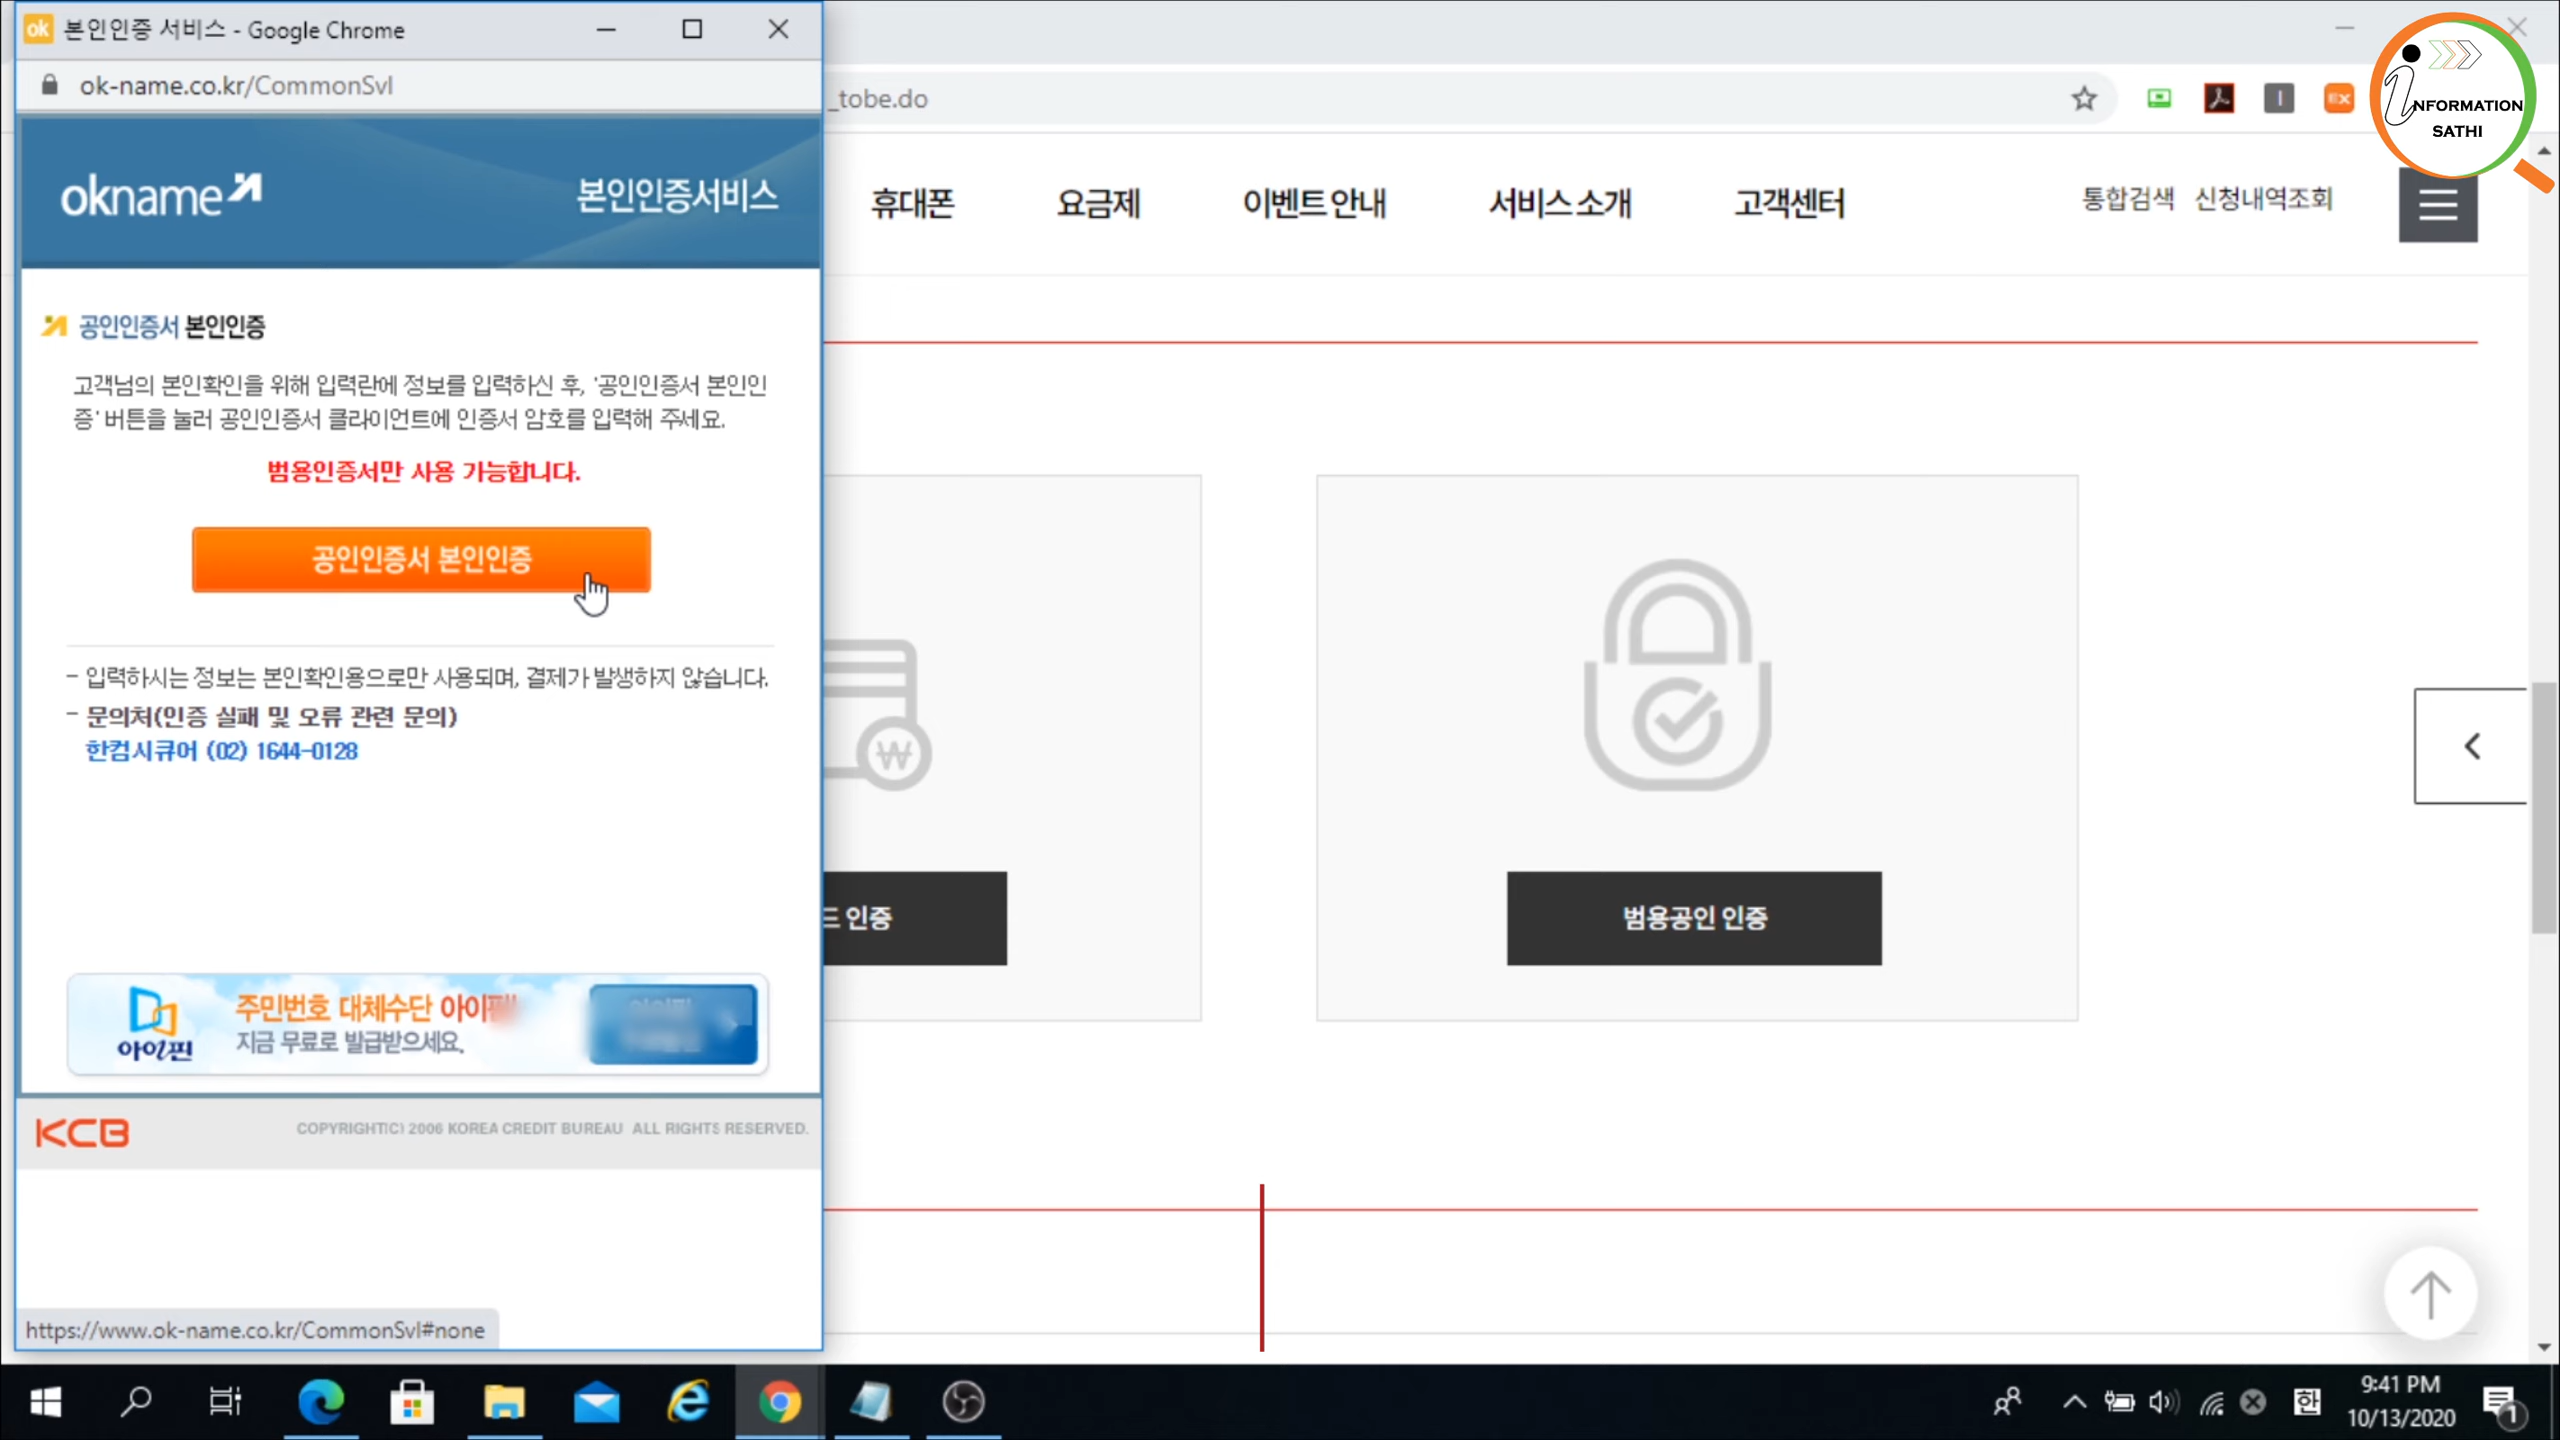 본인인증 서비스 - Google Chrome
ok-name.co.kr/CommonSvl
_tobe.do
iNFORMATION
SATHI
okname
본인인증서비스
휴대폰
요금제
이벤트 안내
서비스 소개
고객센터
통합검색
신청내역조회
공인인증서 본인인증
고객님의 본인확인을 위해 입력란에 정보를 입력하신 후, '공인인증서 본인인
증' 버튼을 눌러 공인인증서 클라이언트에 인증서 암호를 입력해 주세요.
범용인증서만 사용 가능합니다.
공인인증서 본인인증
- 입력하시는 정보는 본인확인용으로만 사용되며, 결제가 발생하지 않습니다.
- 문의처(인증 실패 및 오류 관련 문의)
한컴시큐어 (02) 1644-0128
드 인증
범용공인 인증
아이핀
주민번호 대체수단 아이핀
지금 무료로 발급받으세요.
KCB
COPYRIGHT(C) 2006 KOREA CREDIT BUREAU ALL RIGHTS RESERVED.
https://www.ok-name.co.kr/CommonSvl#none
한
9:41 PM
10/13/2020
1